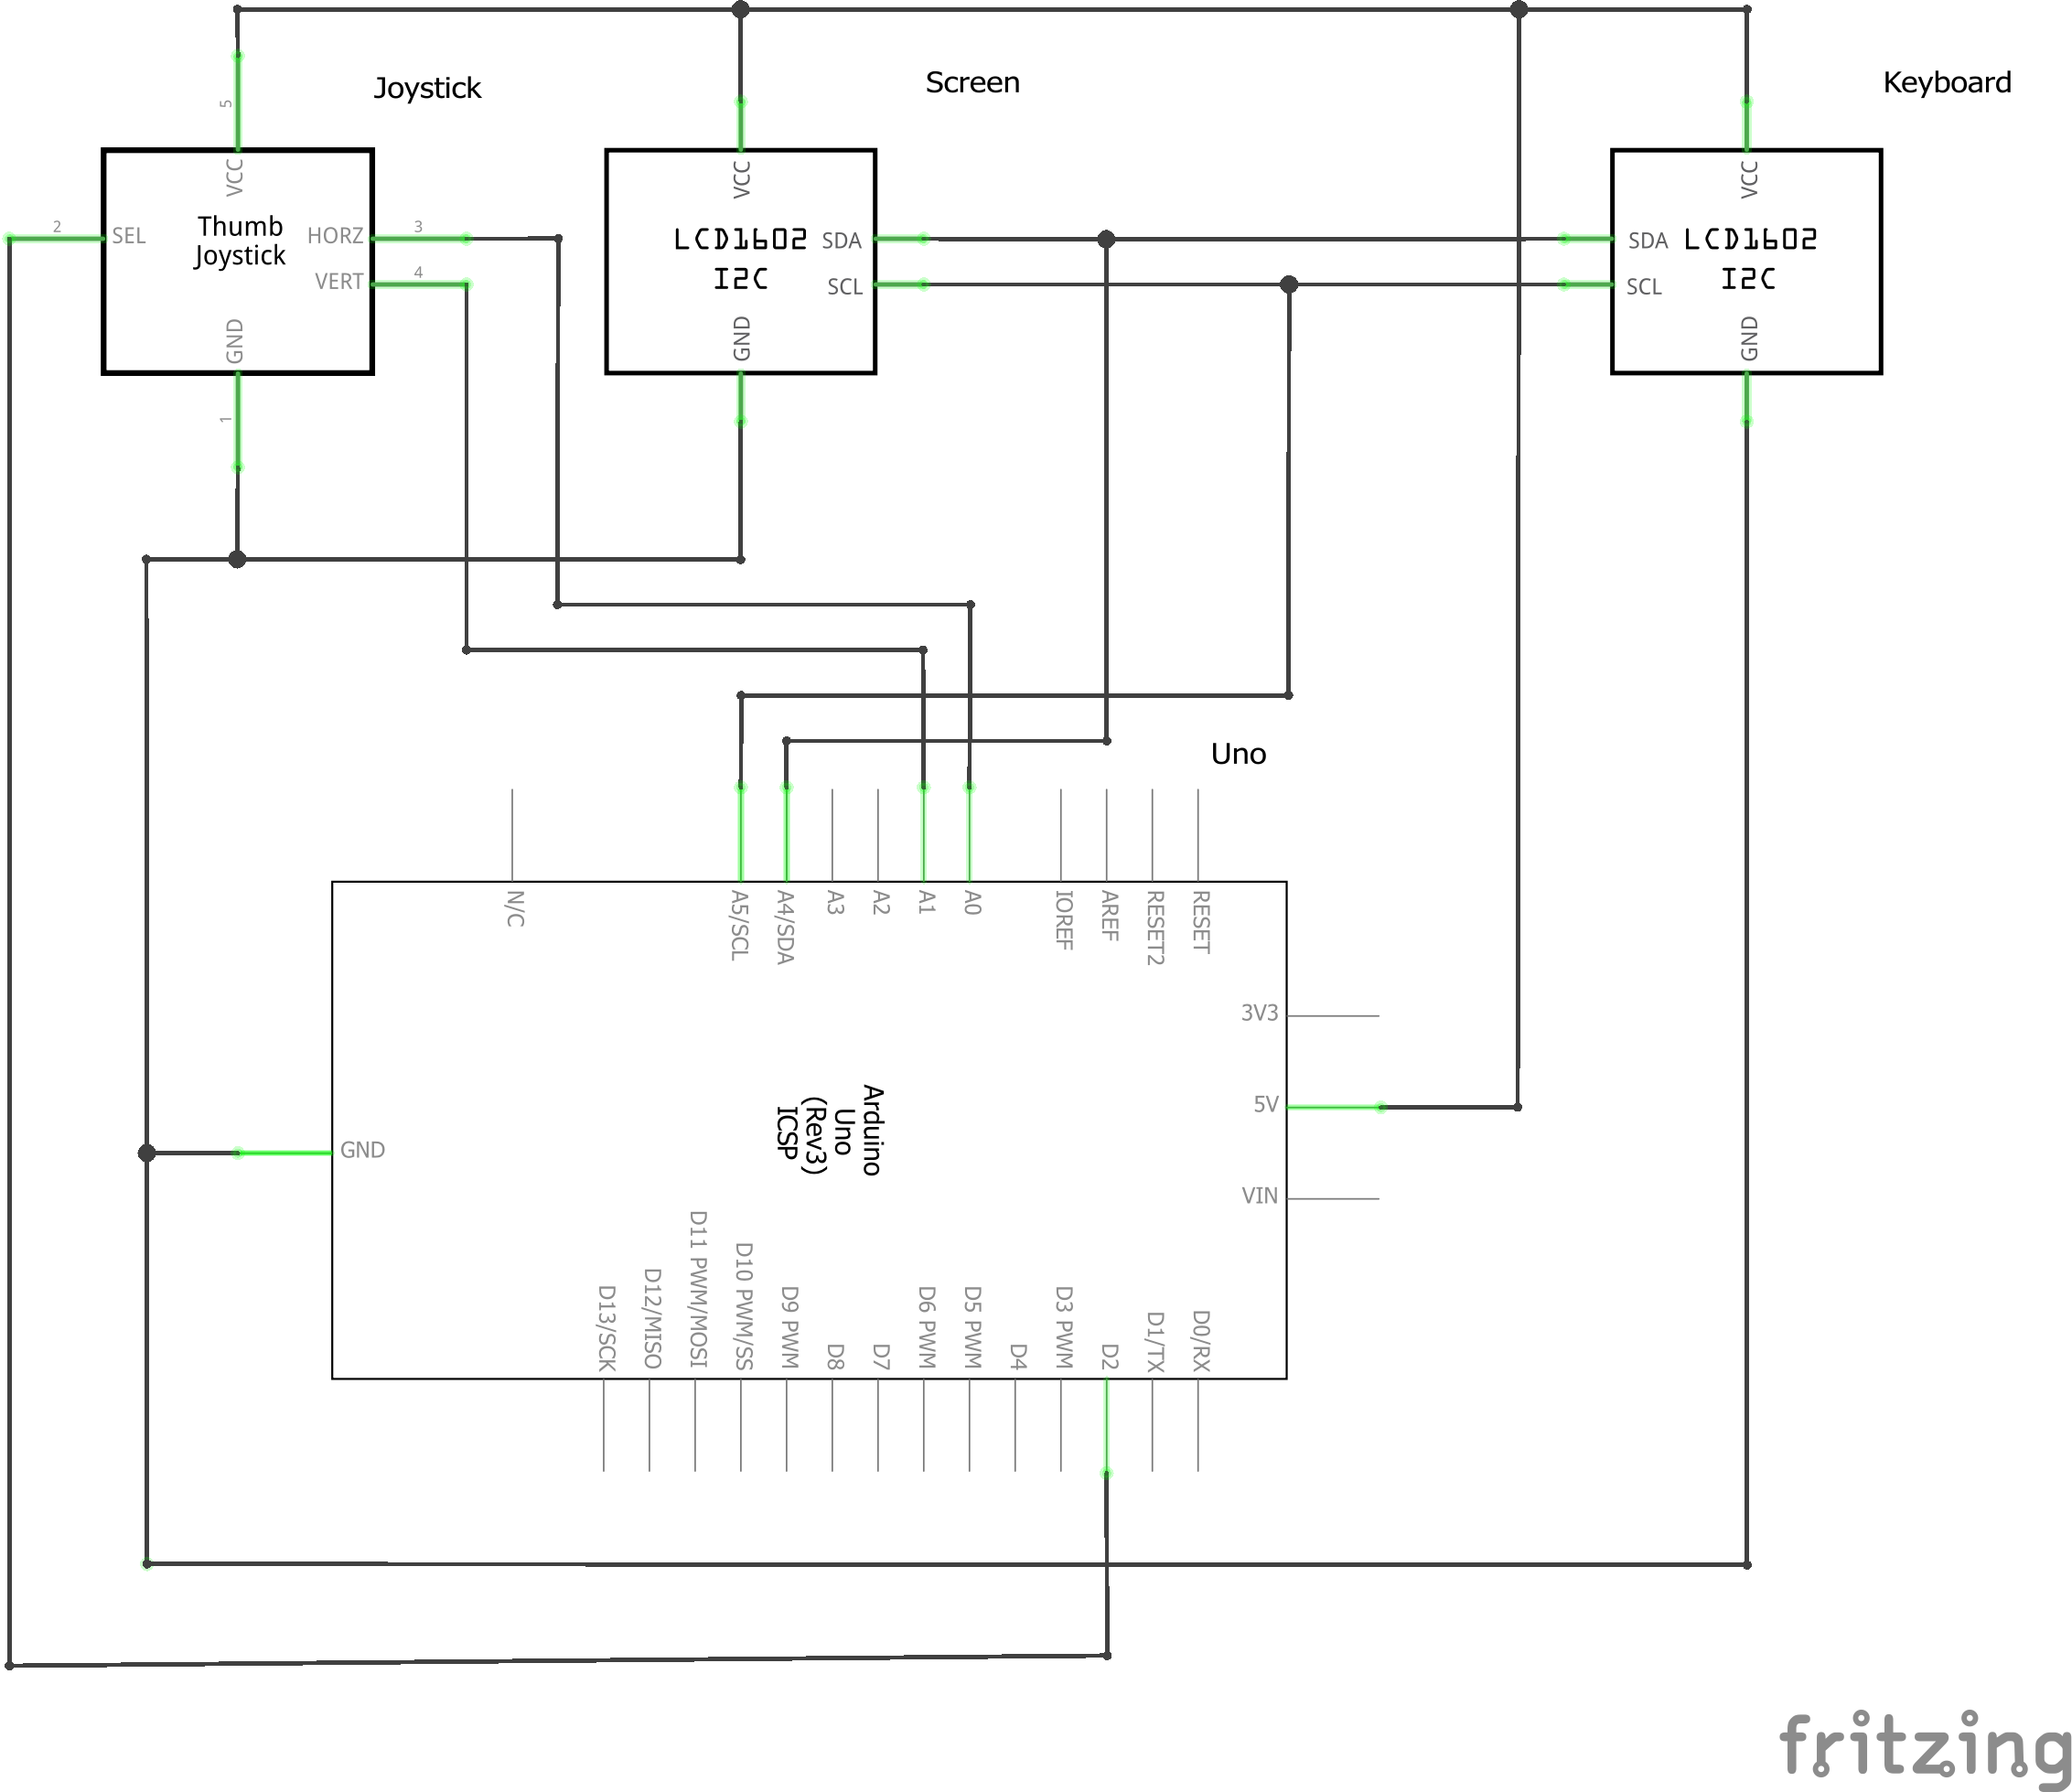 Joystick
Screen
Keyboard
5
VCC
2
SEL
Thumb
Joystick
HORZ
3
VERT
4
GND
1
VCC
LCD1602
I2C
SDA
SCL
GND
VCC
SDA
SCL
LCD1602
I2C
GND
Uno
N/C
A5/SCL
A4/SDA
A3
A2
A1
A0
IOREF
AREF
RESET2
RESET
3V3
5V
VIN
GND
Arduino
Uno
(Rev3)
ICSP
D13/SCK
D12/MISO
D11 PWM/MOSI
D10 PWM/SS
D9 PWM
D8
D7
D6 PWM
D5 PWM
D4
D3 PWM
D2
D1/TX
D0/RX
fritzing